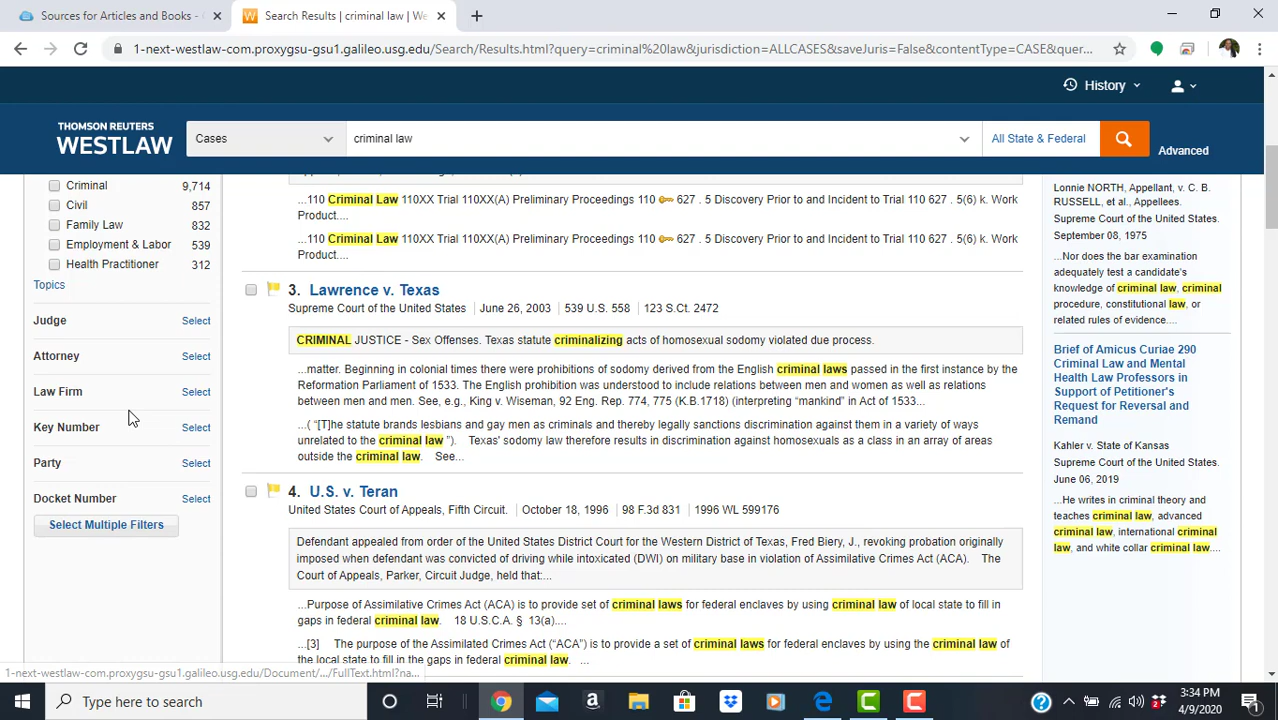 Sources for Articles and Books -
Search Results | criminal law | We
1-next-westlaw-com.proxygsu-gsu1.galileo.usg.edu/Search/Results.html?query=criminal%20law&jurisdiction=ALLCASES&saveJuris=False&contentType=CASE&quer...
History
THOMSON REUTERS
WESTLAW
Cases
criminal law
All State & Federal
Advanced
Criminal 9,714
Civil 857
Family Law 832
Employment & Labor 539
Health Practitioner 312
Topics
Judge Select
Attorney Select
Law Firm Select
Key Number Select
Party Select
Docket Number Select
Select Multiple Filters
...110 Criminal Law 110XX Trial 110XX(A) Preliminary Proceedings 110 627 . 5 Discovery Prior to and Incident to Trial 110 627 . 5(6) k. Work
Product....
...110 Criminal Law 110XX Trial 110XX(A) Preliminary Proceedings 110 627 . 5 Discovery Prior to and Incident to Trial 110 627 . 5(6) k. Work
Product....
3. Lawrence v. Texas
Supreme Court of the United States June 26, 2003 539 U.S. 558 123 S.Ct. 2472
CRIMINAL JUSTICE - Sex Offenses. Texas statute criminalizing acts of homosexual sodomy violated due process.
...matter. Beginning in colonial times there were prohibitions of sodomy derived from the English criminal laws passed in the first instance by the
Reformation Parliament of 1533. The English prohibition was understood to include relations between men and women as well as relations
between men and men. See, e.g., King v. Wiseman, 92 Eng. Rep. 774, 775 (K.B.1718) (interpreting “mankind” in Act of 1533...
...( “[T]he statute brands lesbians and gay men as criminals and thereby legally sanctions discrimination against them in a variety of ways
unrelated to the criminal law ”). Texas' sodomy law therefore results in discrimination against homosexuals as a class in an array of areas
outside the criminal law. See...
4. U.S. v. Teran
United States Court of Appeals, Fifth Circuit. October 18, 1996 98 F.3d 831 1996 WL 599176
Defendant appealed from order of the United States District Court for the Western District of Texas, Fred Biery, J., revoking probation originally
imposed when defendant was convicted of driving while intoxicated (DWI) on military base in violation of Assimilative Crimes Act (ACA). The
Court of Appeals, Parker, Circuit Judge, held that:...
...Purpose of Assimilative Crimes Act (ACA) is to provide set of criminal laws for federal enclaves by using criminal law of local state to fill in
gaps in federal criminal law. 18 U.S.C.A. § 13(a)....
...[3] The purpose of the Assimilated Crimes Act (“ACA”) is to provide a set of criminal laws for federal enclaves by using the criminal law of
the local state to fill in the gaps in federal criminal law. ...
Lonnie NORTH, Appellant, v. C. B.
RUSSELL, et al., Appellees.
Supreme Court of the United States.
September 08, 1975
...Nor does the bar examination
adequately test a candidate's
knowledge of criminal law, criminal
procedure, constitutional law, or
related rules of evidence....
Brief of Amicus Curiae 290
Criminal Law and Mental
Health Law Professors in
Support of Petitioner's
Request for Reversal and
Remand
Kahler v. State of Kansas
Supreme Court of the United States.
June 06, 2019
...He writes in criminal theory and
teaches criminal law, advanced
criminal law, international criminal
law, and white collar criminal law....
1-next-westlaw-com.proxygsu-gsu1.galileo.usg.edu/Document/.../FullText.html?na...
Type here to search
3:34 PM
4/9/2020